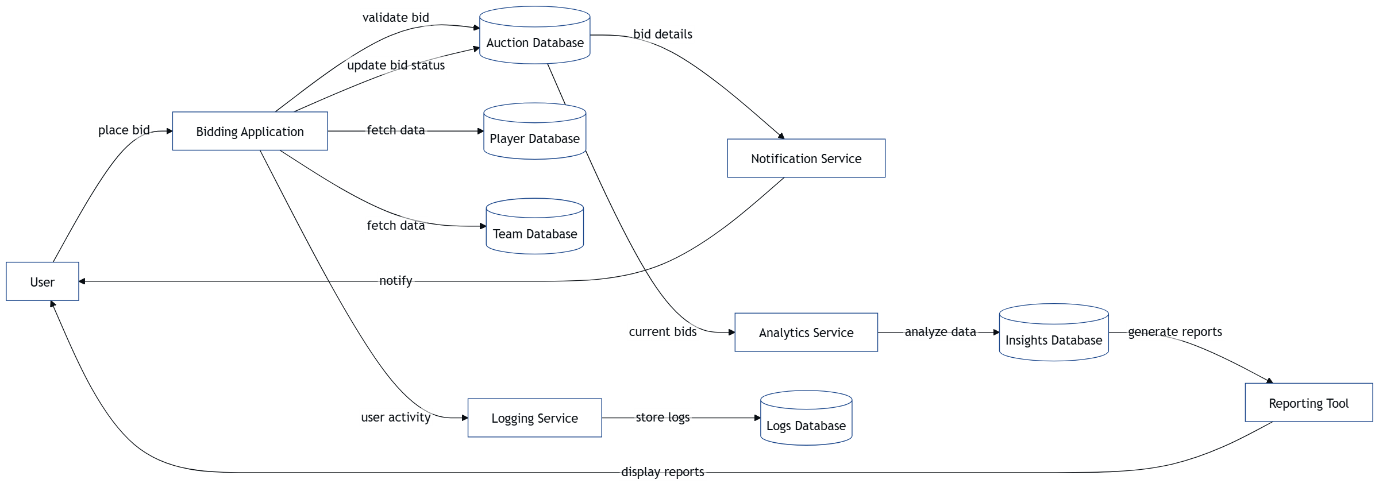 validate bid
Auction Database
bid details
update bid status
place bid
Bidding Application
fetch data
Player Database
Notification Service
fetch data
Team Database
User
notify
current bids
Analytics Service
analyze data
Insights Database
generate reports
user activity
Logging Service
store logs
Logs Database
Reporting Tool
display reports